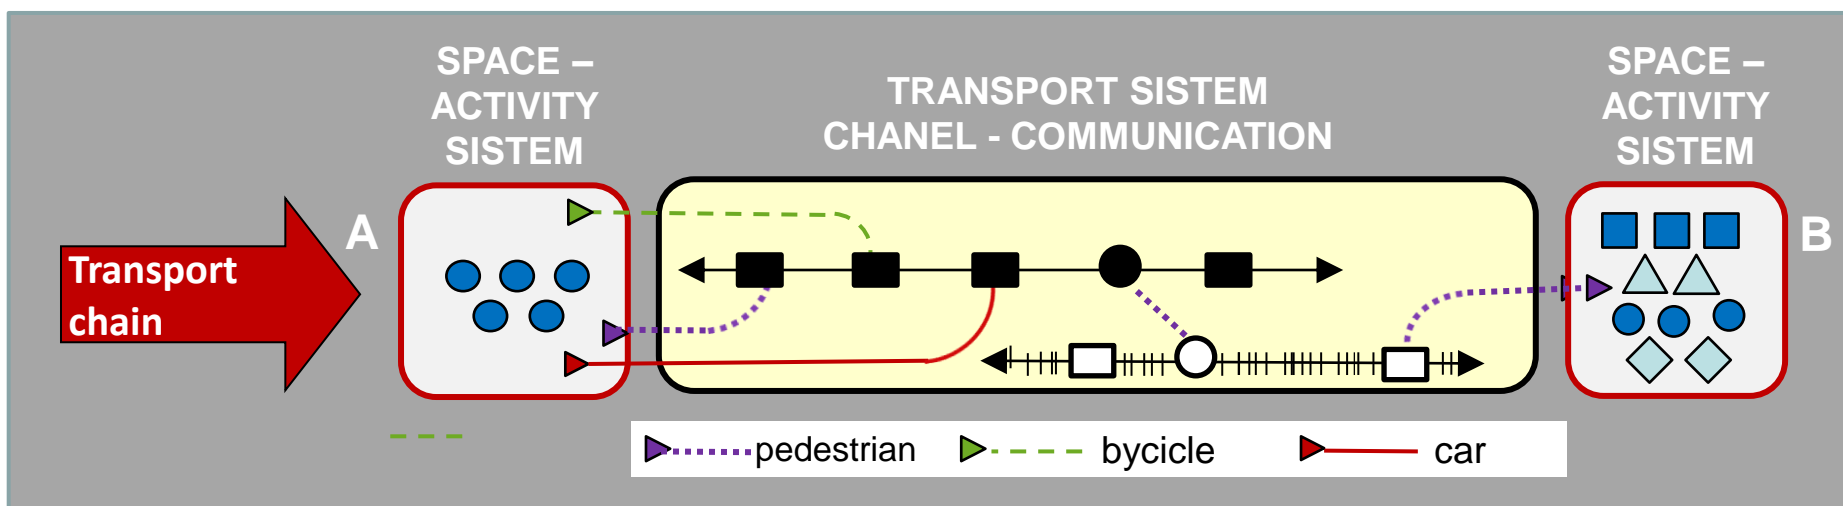 SPACE –
ACTIVITY
SISTEM
TRANSPORT SISTEM
CHANEL - COMMUNICATION
SPACE –
ACTIVITY
SISTEM
A
B
Transport
chain
pedestrian
bycicle
car